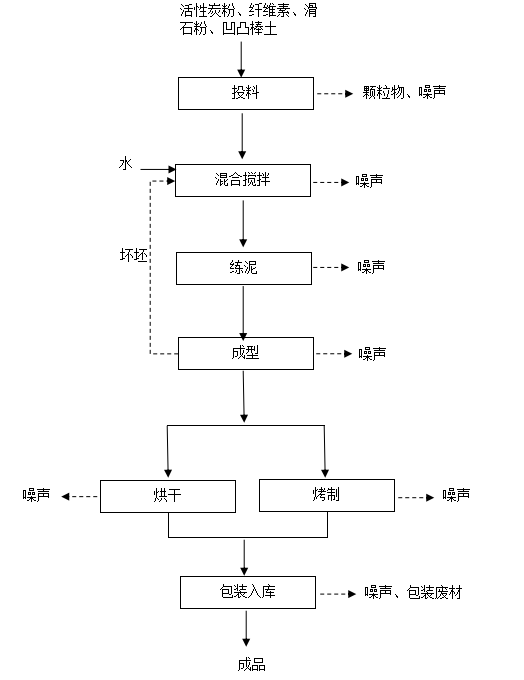 活性炭粉、纤维素、滑
石粉、凹凸棒土
投料
颗粒物、噪声
水
混合搅拌
噪声
坏坯
练泥
噪声
成型
噪声
噪声
烘干
烤制
噪声
包装入库
噪声、包装废材
成品